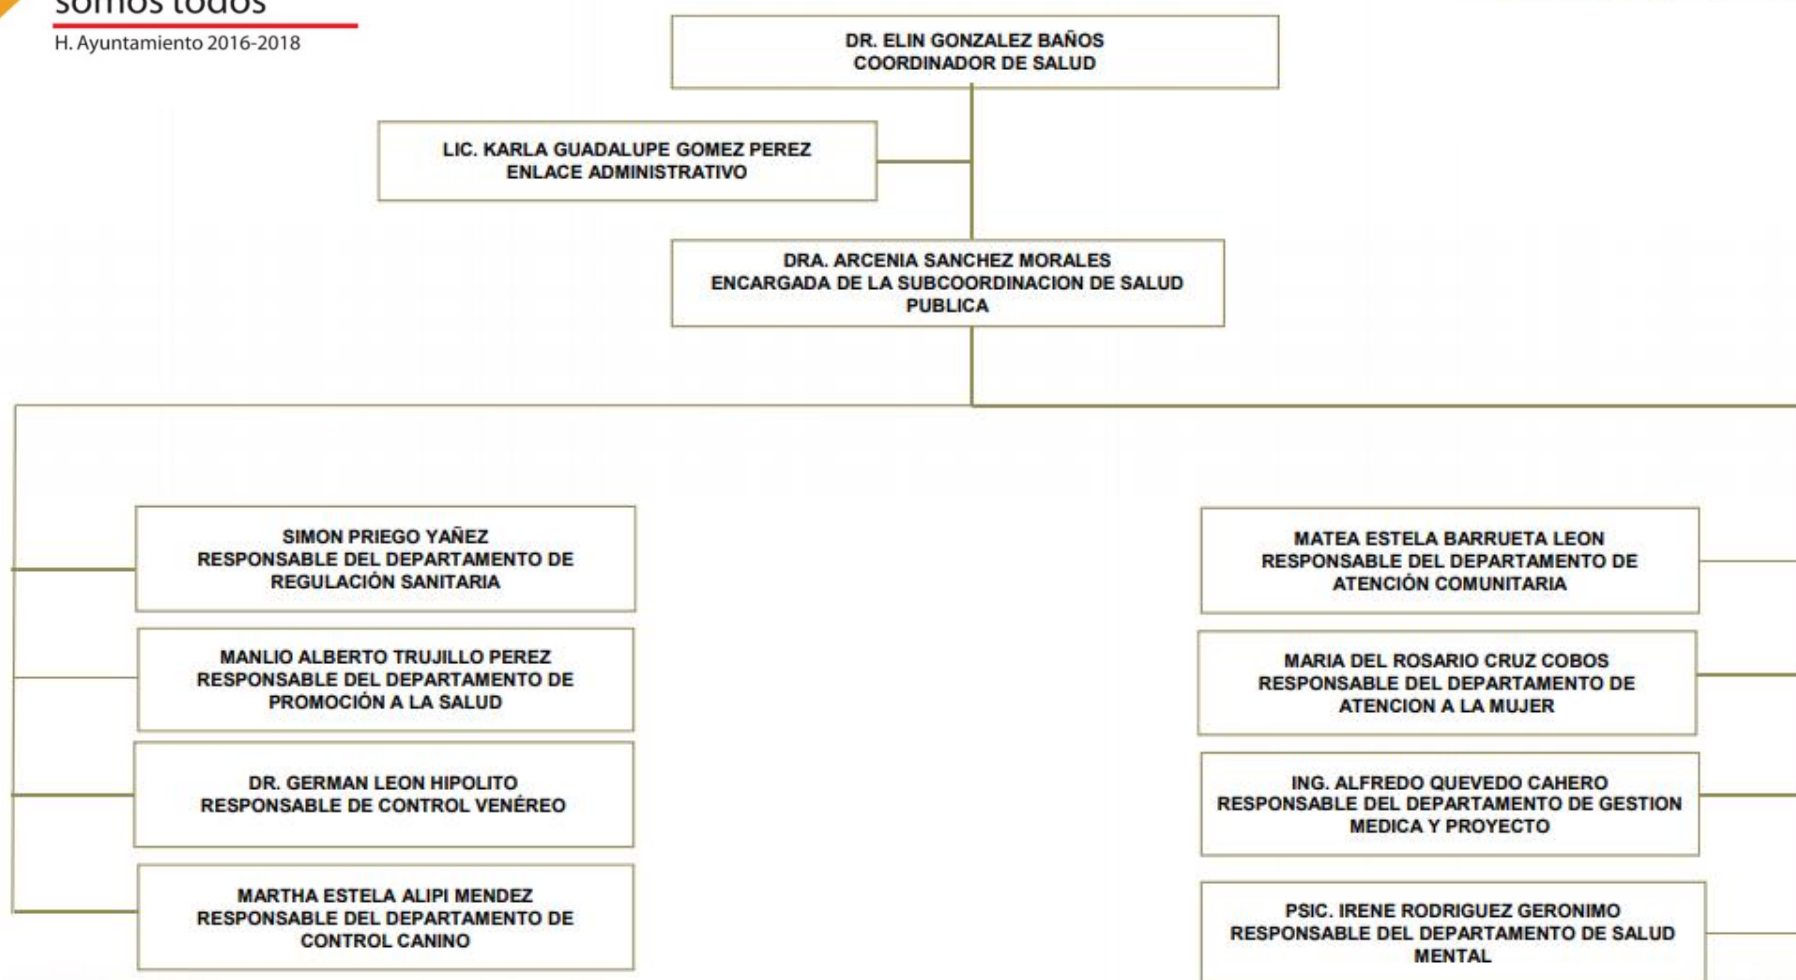 somos todos
H. Ayuntamiento 2016-2018
DR. ELIN GONZALEZ BAÑOS
COORDINADOR DE SALUD
LIC. KARLA GUADALUPE GOMEZ PEREZ
ENLACE ADMINISTRATIVO
DRA. ARCENIA SANCHEZ MORALES
ENCARGADA DE LA SUBCOORDINACION DE SALUD
PUBLICA
SIMON PRIEGO YAÑEZ
RESPONSABLE DEL DEPARTAMENTO DE
REGULACIÓN SANITARIA
MANLIO ALBERTO TRUJILLO PEREZ
RESPONSABLE DEL DEPARTAMENTO DE
PROMOCIÓN A LA SALUD
DR. GERMAN LEON HIPOLITO
RESPONSABLE DE CONTROL VENÉREO
MARTHA ESTELA ALIPI MENDEZ
RESPONSABLE DEL DEPARTAMENTO DE
CONTROL CANINO
MATEA ESTELA BARRUETA LEON
RESPONSABLE DEL DEPARTAMENTO DE
ATENCIÓN COMUNITARIA
MARIA DEL ROSARIO CRUZ COBOS
RESPONSABLE DEL DEPARTAMENTO DE
ATENCION A LA MUJER
ING. ALFREDO QUEVEDO CAHERO
RESPONSABLE DEL DEPARTAMENTO DE GESTION
MEDICA Y PROYECTO
PSIC. IRENE RODRIGUEZ GERONIMO
RESPONSABLE DEL DEPARTAMENTO DE SALUD
MENTAL